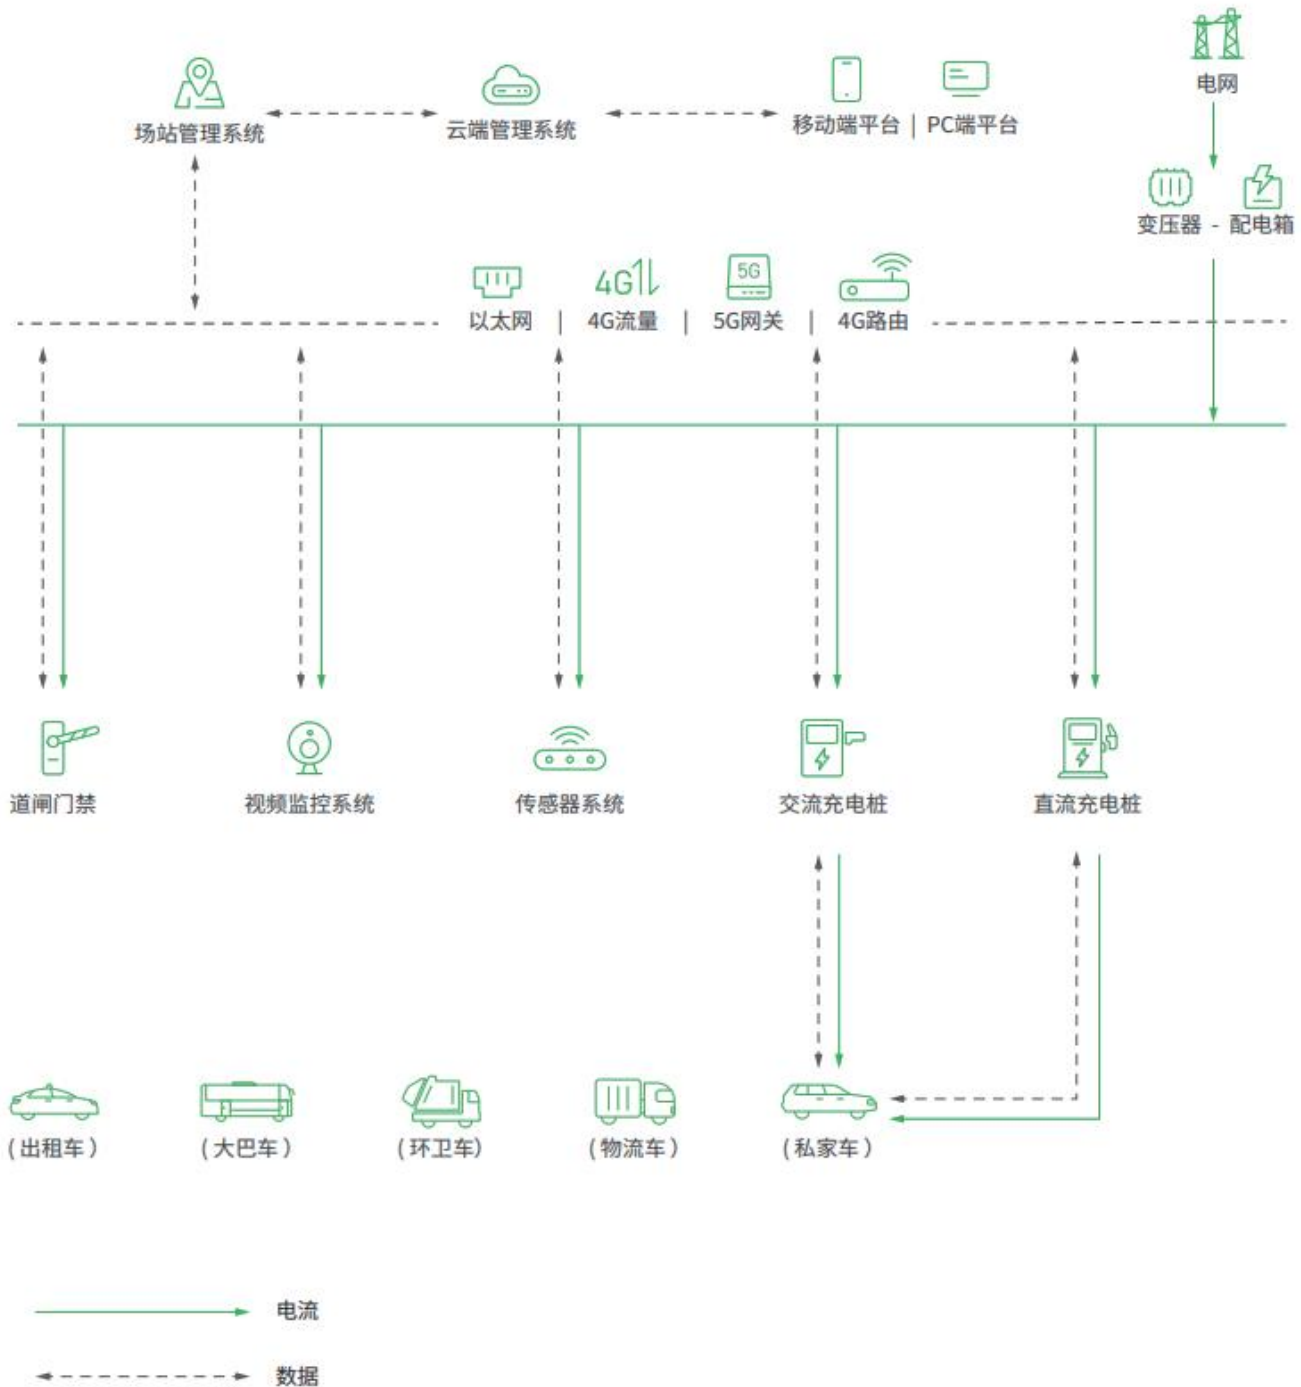 电网
场站管理系统
云端管理系统
移动端平台 | PC端平台
变压器 - 配电箱
4G
5G
以太网 | 4G流量 | 5G网关 | 4G路由
道闸门禁
视频监控系统
传感器系统
交流充电桩
直流充电桩
(出租车)
(大巴车)
(环卫车)
(物流车)
(私家车)
电流
数据